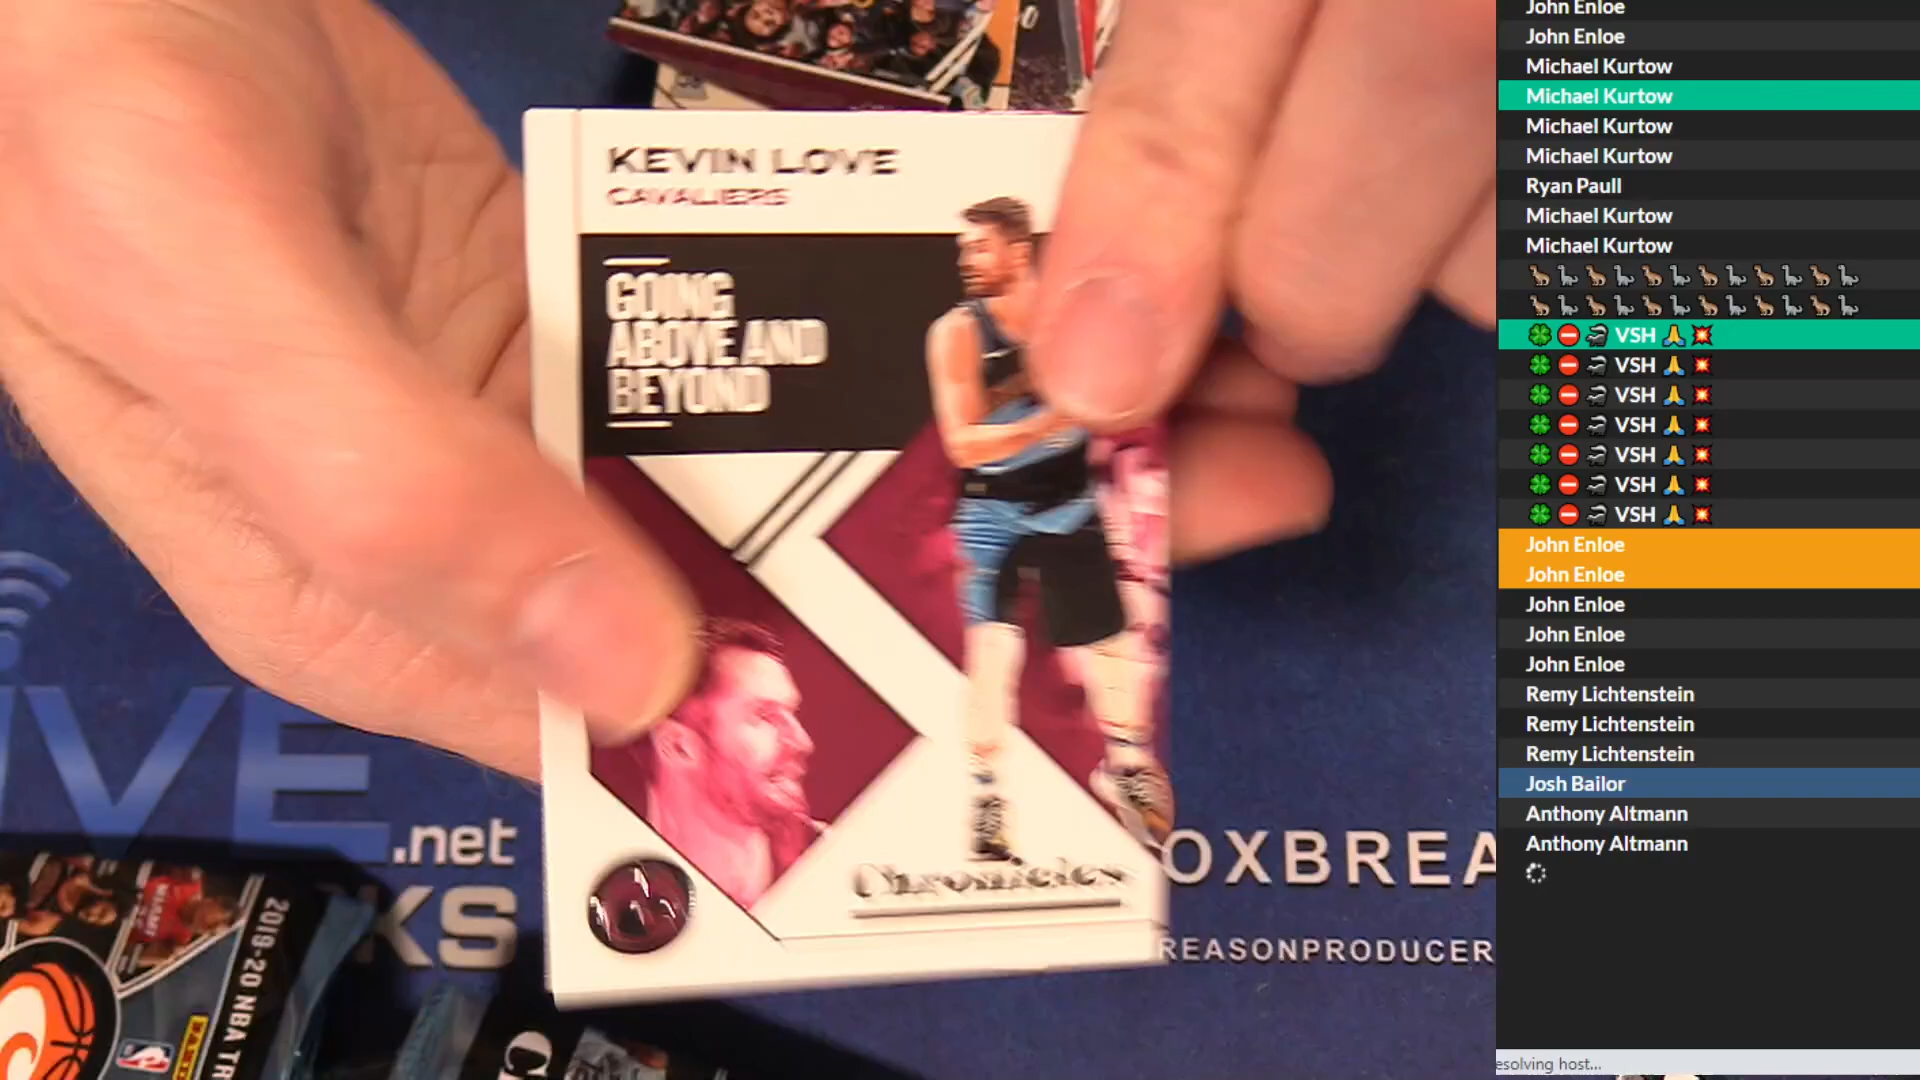 KEVIN LOVE
CAVALIERS
GOING
ABOVE AND
BEYOND
Chronicles
.net
KS
OXBREA
REASONPRODUCER
2019-20 NBA TR
PANINI
John Enloe
John Enloe
Michael Kurtow
Michael Kurtow
Michael Kurtow
Michael Kurtow
Ryan Paull
Michael Kurtow
Michael Kurtow
VSH
VSH
VSH
VSH
VSH
VSH
VSH
John Enloe
John Enloe
John Enloe
John Enloe
John Enloe
Remy Lichtenstein
Remy Lichtenstein
Remy Lichtenstein
Josh Bailor
Anthony Altmann
Anthony Altmann
esolving host...